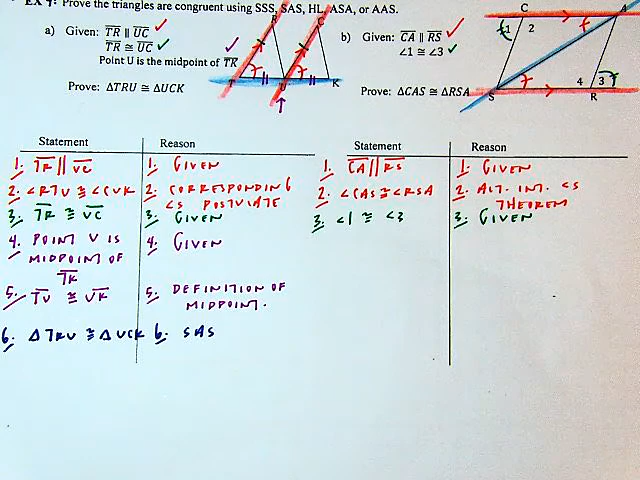 EX 4: Prove the triangles are congruent using SSS, SAS, HL, ASA, or AAS.
a) Given: TR ∥ UC ✓
TR ≅ UC ✓
Point U is the midpoint of TK ✓
Prove: ΔTRU ≅ ΔUCK
R C
T U K
b) Given: CA ∥ RS ✓
∠1 ≅ ∠3 ✓
Prove: ΔCAS ≅ ΔRSA
C A
1 2
4 3
S R
Statement Reason
1. TR ∥ UC 1. GIVEN
2. <RTU ≅ <CUK 2. CORRESPONDING
<S POSTULATE
3. TR ≅ UC 3. GIVEN
4. POINT U IS 4. GIVEN
MIDPOINT OF
TK
5. TU ≅ UK 5. DEFINITION OF
MIDPOINT.
6. ΔTRU ≅ ΔUCK 6. SAS
Statement Reason
1. CA ∥ RS 1. GIVEN
2. <CAS ≅ <RSA 2. ALT. INT. <S
THEOREM
3. <1 ≅ <3 3. GIVEN